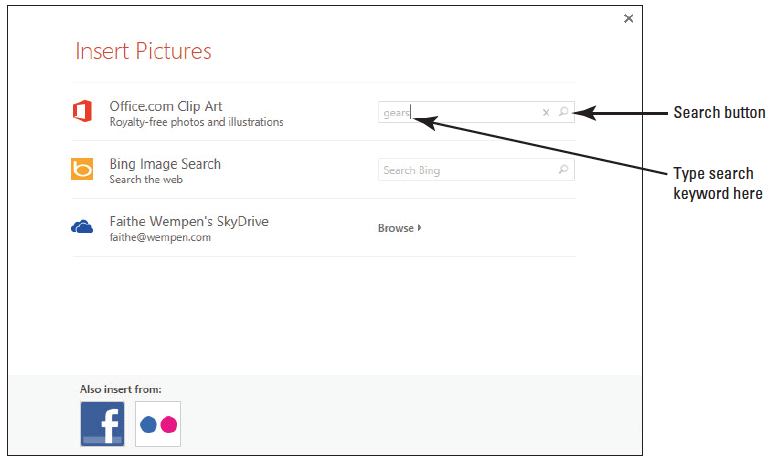 Insert Pictures
Office.com Clip Art
Royalty-free photos and illustrations
gears
Search button
Bing Image Search
Search the web
Search Bing
Type search
keyword here
Faithe Wempen's SkyDrive
faithe@wempen.com
Browse
Also insert from: